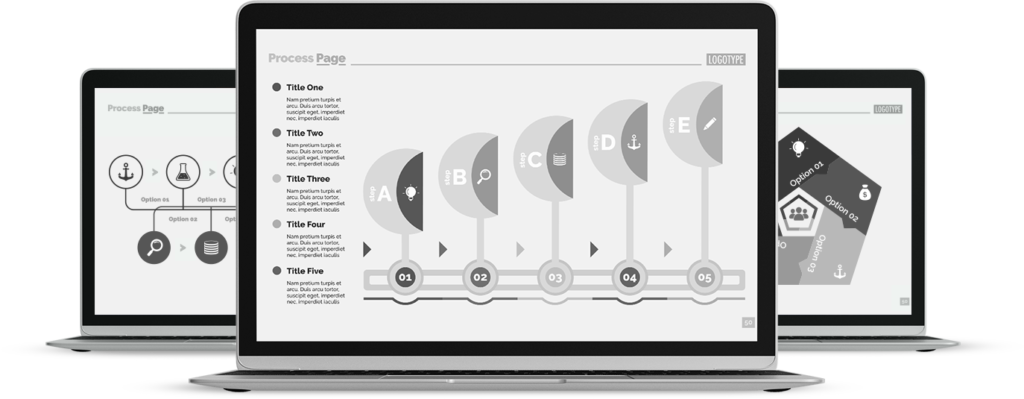 Process Page
LOGOTYPE
Title One
Nam pretium turpis et
arcu. Duis arcu tortor,
suscipit eget, imperdiet
nec, imperdiet iaculis
Title Two
Nam pretium turpis et
arcu. Duis arcu tortor,
suscipit eget, imperdiet
nec, imperdiet iaculis
Title Three
Nam pretium turpis et
arcu. Duis arcu tortor,
suscipit eget, imperdiet
nec, imperdiet iaculis
Title Four
Nam pretium turpis et
arcu. Duis arcu tortor,
suscipit eget, imperdiet
nec, imperdiet iaculis
Title Five
Nam pretium turpis et
arcu. Duis arcu tortor,
suscipit eget, imperdiet
nec, imperdiet iaculis
step A
step B
step C
step D
step E
01
02
03
04
05
50
Process Page
Option 01
Option 03
Option 02
LOGOTYPE
Option 01
Option 02
Option 03